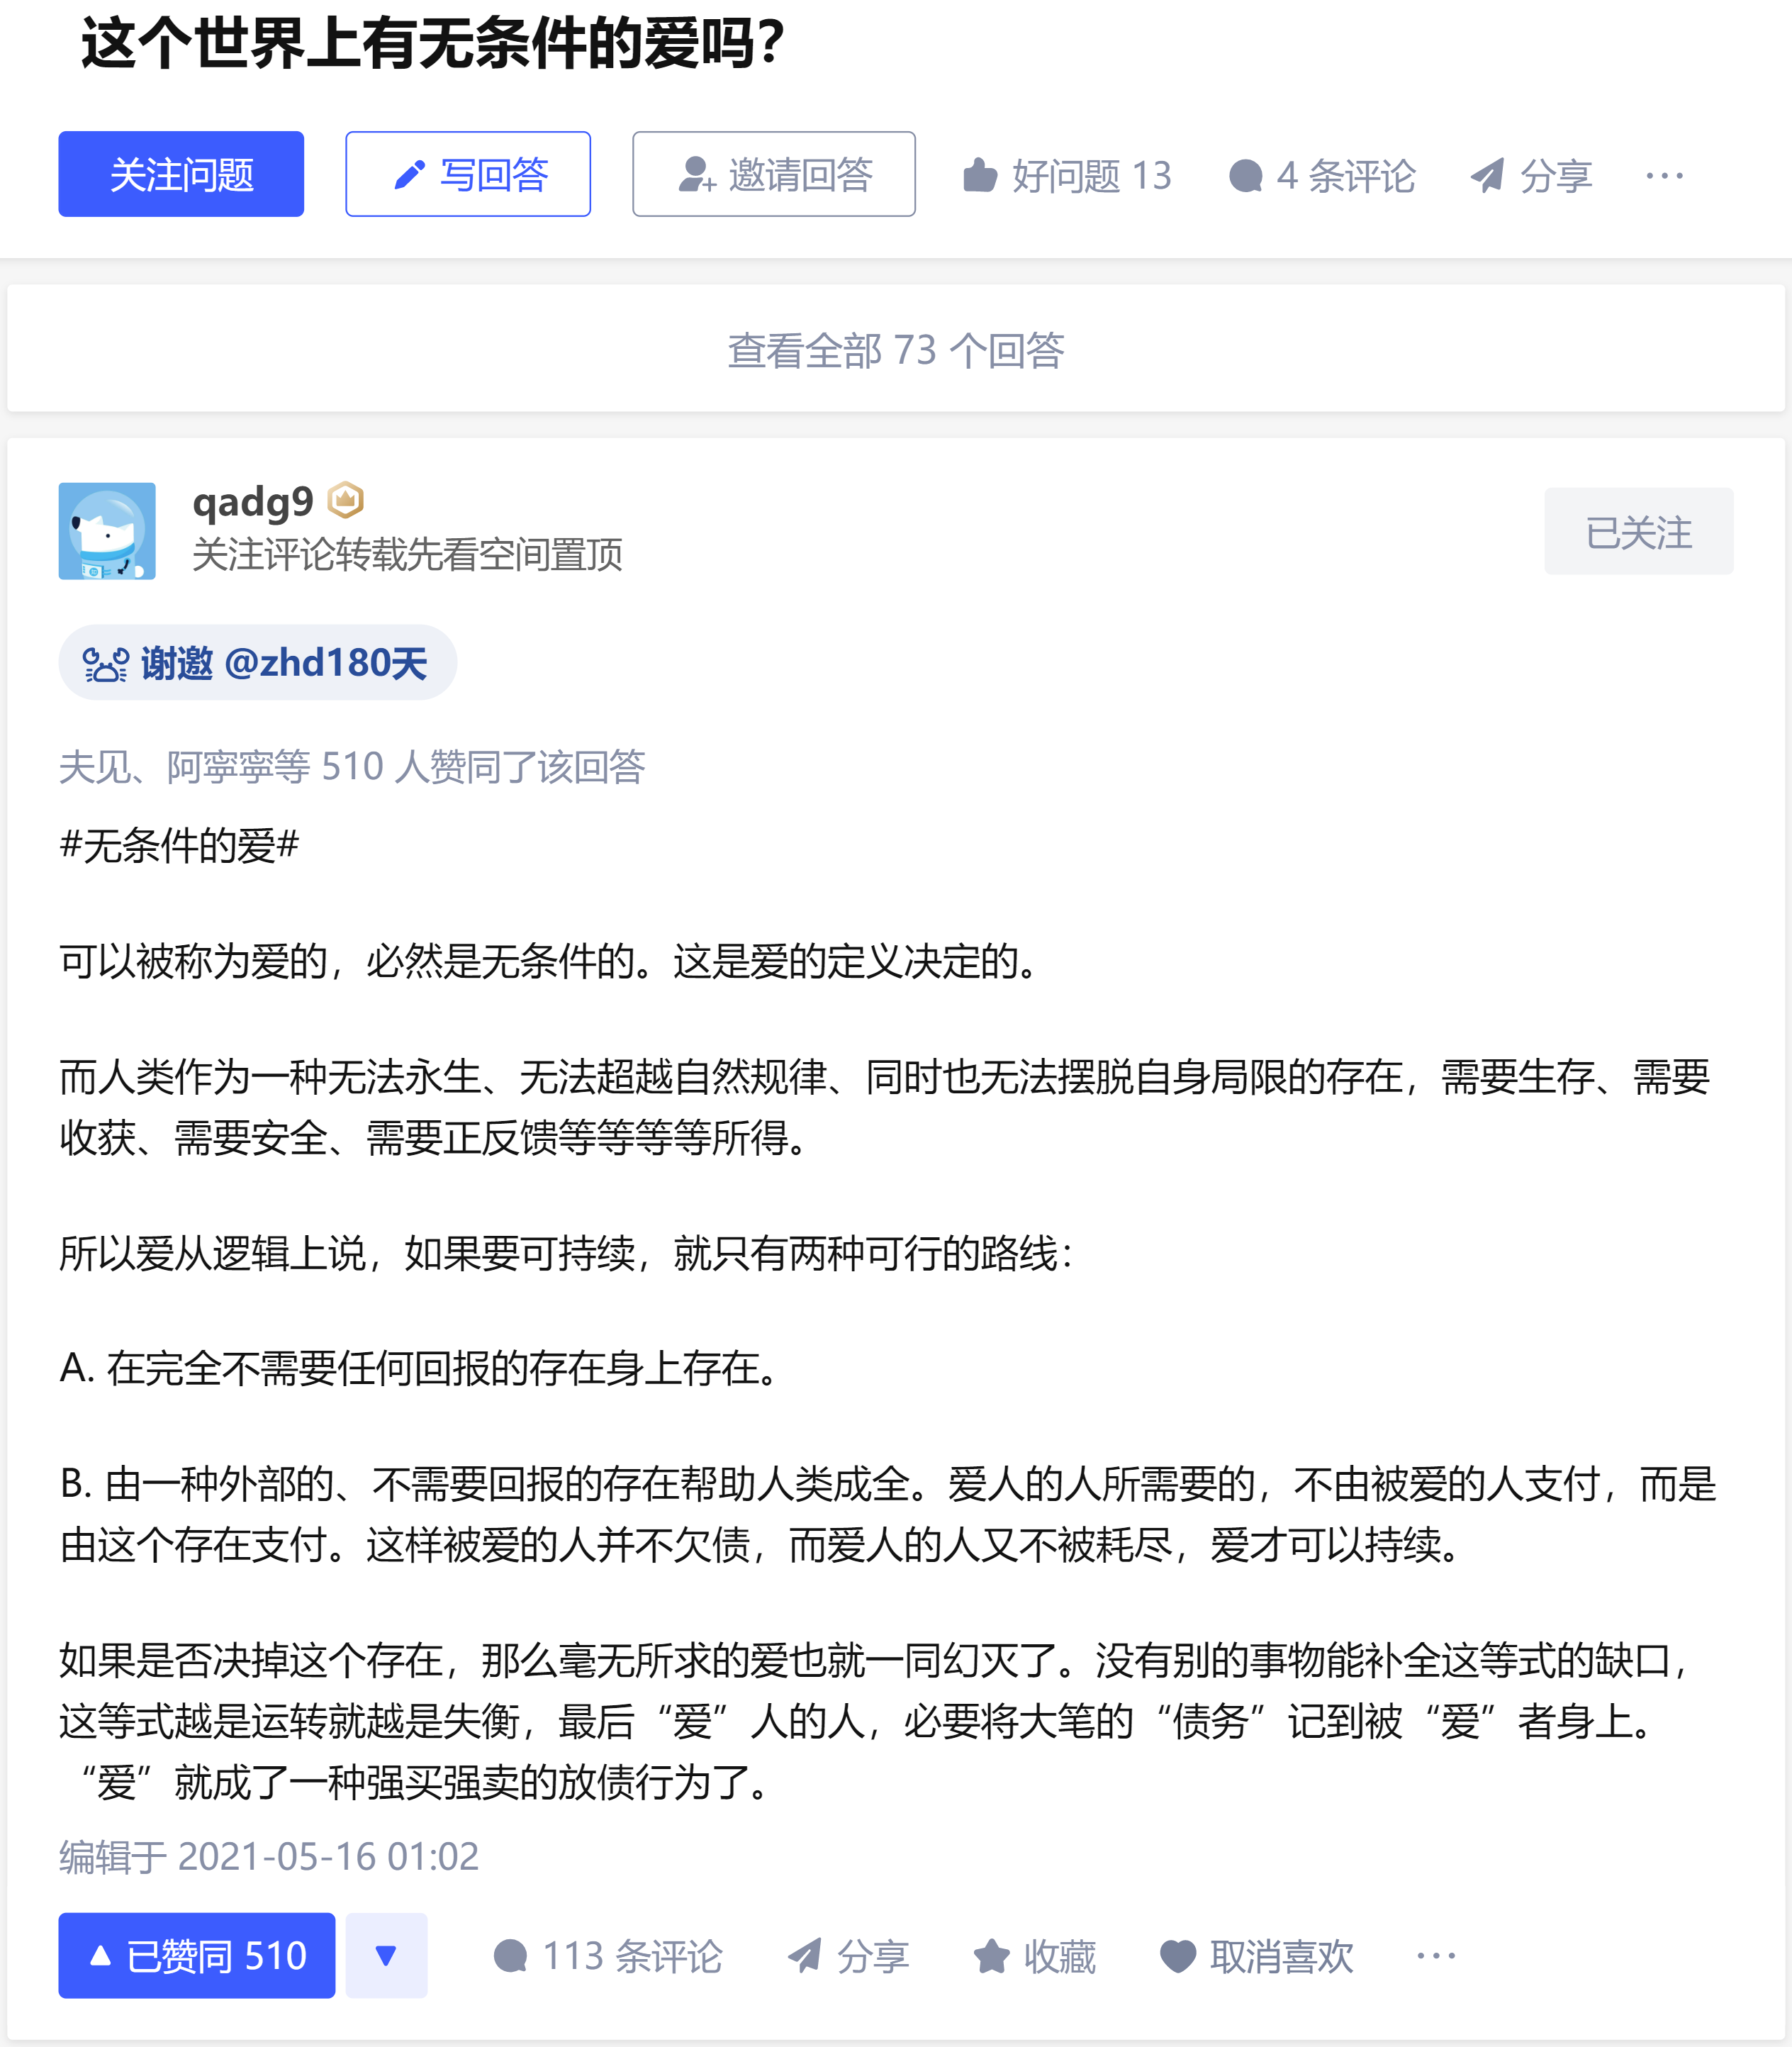 这个世界上有无条件的爱吗？
关注问题 写回答 邀请回答 好问题 13 4 条评论 分享 ···
查看全部 73 个回答
qadg9
关注评论转载先看空间置顶
已关注
谢邀 @zhd180天
夫见、阿寧寧等 510 人赞同了该回答
#无条件的爱#
可以被称为爱的，必然是无条件的。这是爱的定义决定的。
而人类作为一种无法永生、无法超越自然规律、同时也无法摆脱自身局限的存在，需要生存、需要
收获、需要安全、需要正反馈等等等等所得。
所以爱从逻辑上说，如果要可持续，就只有两种可行的路线：
A. 在完全不需要任何回报的存在身上存在。
B. 由一种外部的、不需要回报的存在帮助人类成全。爱人的人所需要的，不由被爱的人支付，而是
由这个存在支付。这样被爱的人并不欠债，而爱人的人又不被耗尽，爱才可以持续。
如果是否决掉这个存在，那么毫无所求的爱也就一同幻灭了。没有别的事物能补全这等式的缺口，
这等式越是运转就越是失衡，最后“爱”人的人，必要将大笔的“债务”记到被“爱”者身上。
“爱”就成了一种强买强卖的放债行为了。
编辑于 2021-05-16 01:02
已赞同 510 113 条评论 分享 收藏 取消喜欢 ···